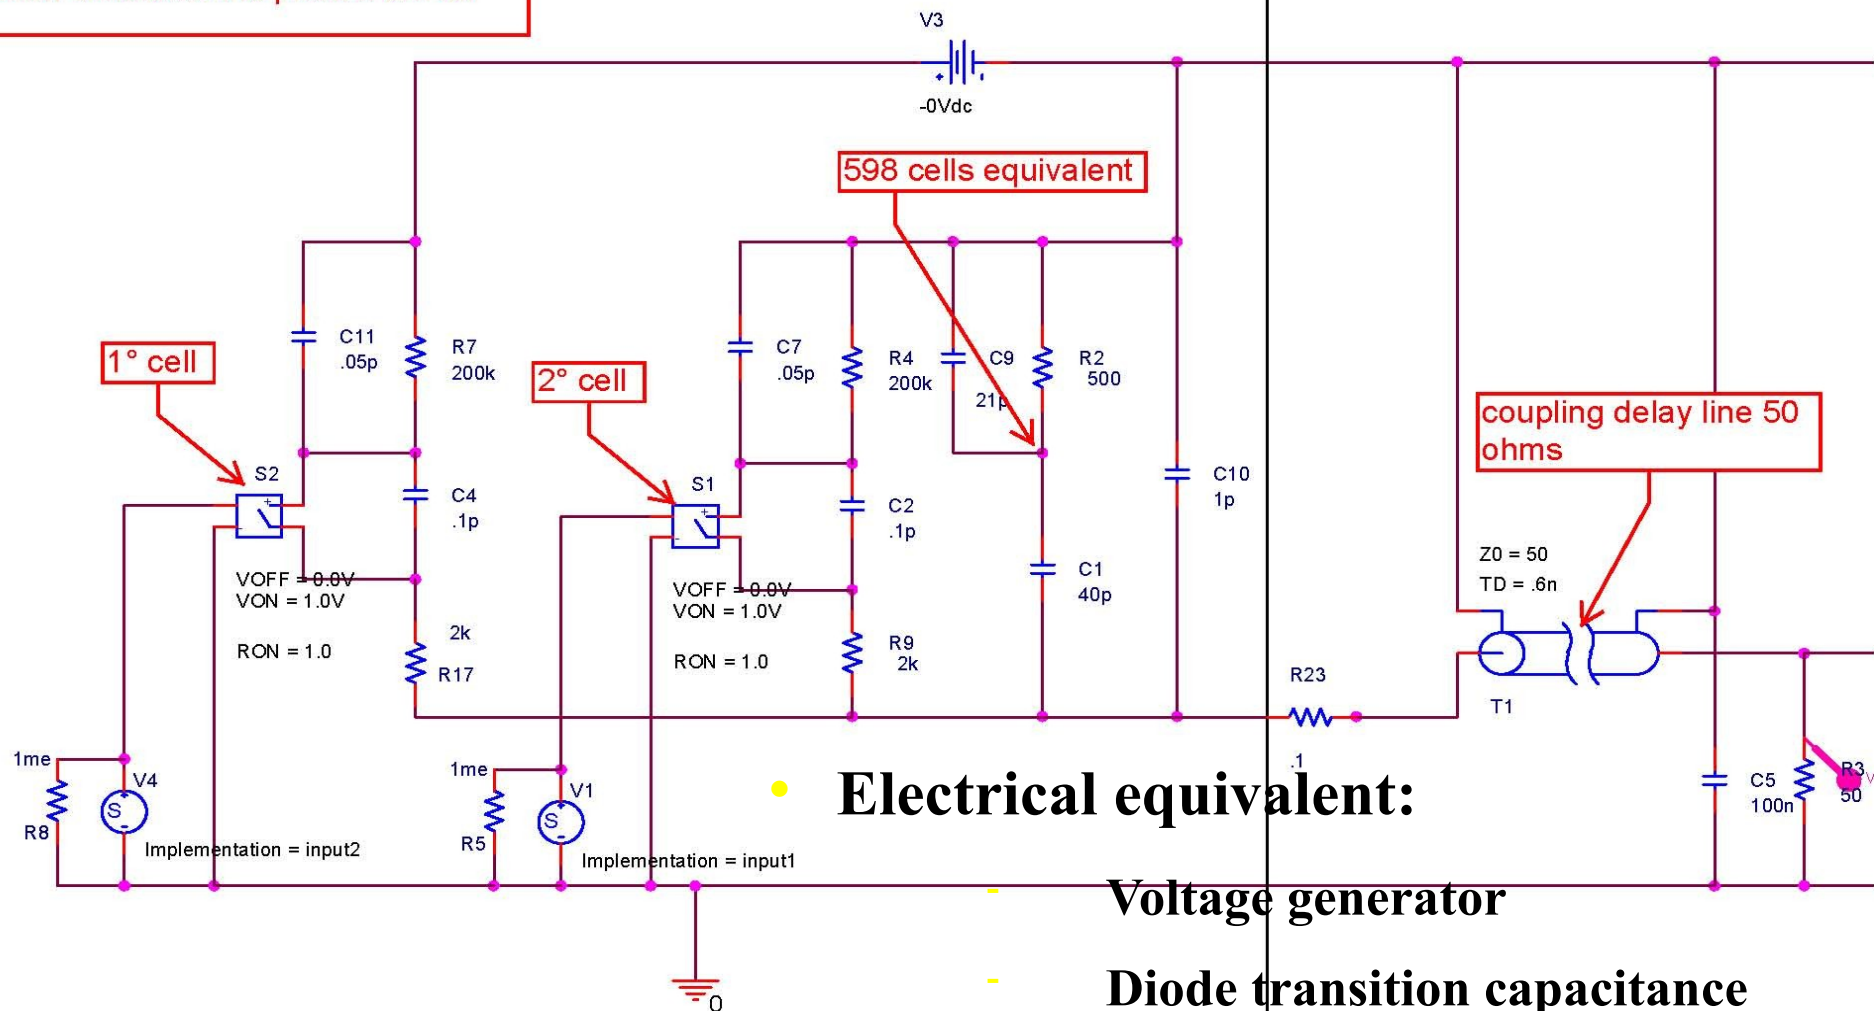 V3
-0Vdc
598 cells equivalent
1° cell
C11
.05p
R7
200k
2° cell
C7
.05p
R4
200k
C9
21p
R2
500
coupling delay line 50
ohms
S2
C4
.1p
S1
C2
.1p
C10
1p
VOFF = 0.0V
VON = 1.0V
RON = 1.0
VOFF = 0.0V
VON = 1.0V
RON = 1.0
C1
40p
Z0 = 50
TD = .6n
2k
R17
R9
2k
R23
.1
T1
1me
R8
V4
S
Implementation = input2
1me
R5
V1
S
Implementation = input1
C5
100n
R3
50
V
0
• Electrical equivalent:
- Voltage generator
- Diode transition capacitance